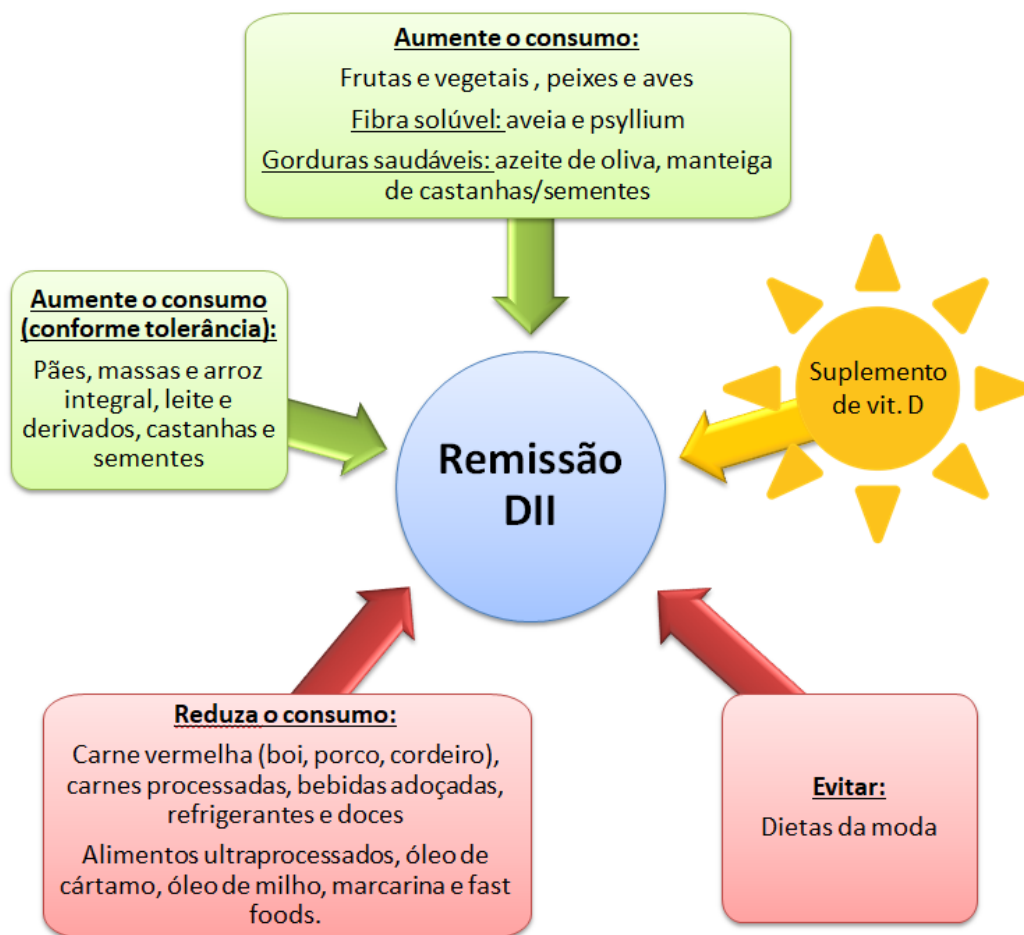 Aumente o consumo:
Frutas e vegetais , peixes e aves
Fibra solúvel: aveia e psyllium
Gorduras saudáveis: azeite de oliva, manteiga
de castanhas/sementes
Aumente o consumo
(conforme tolerância):
Pães, massas e arroz
integral, leite e
derivados, castanhas e
sementes
Suplemento
de vit. D
Remissão
DII
Reduza o consumo:
Carne vermelha (boi, porco, cordeiro),
carnes processadas, bebidas adoçadas,
refrigerantes e doces
Alimentos ultraprocessados, óleo de
cártamo, óleo de milho, marcarina e fast
foods.
Evitar:
Dietas da moda